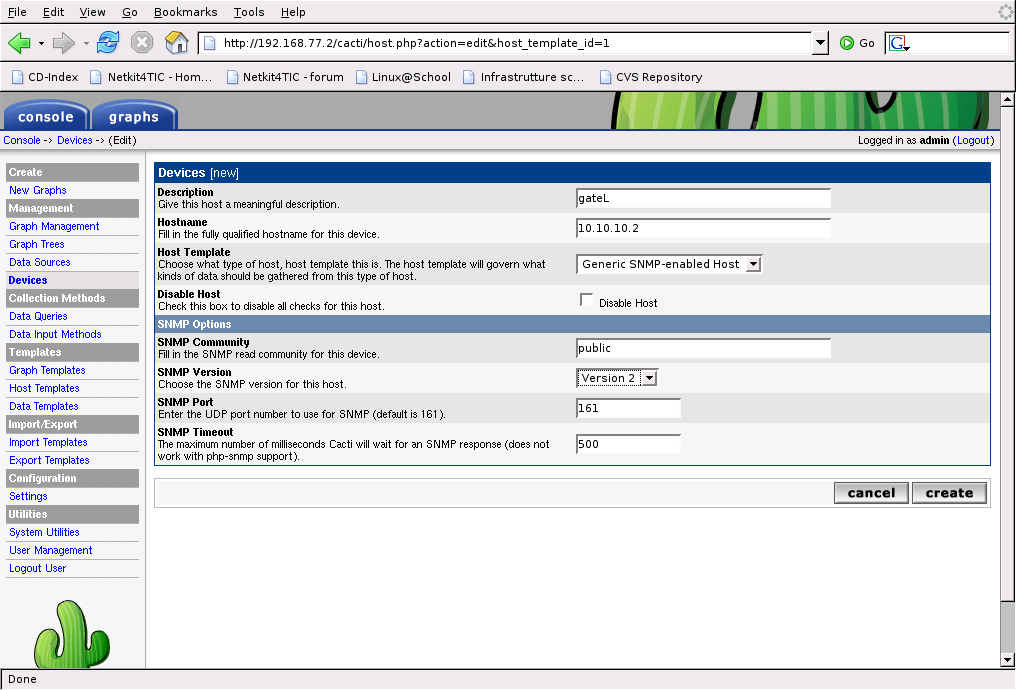 File Edit View Go Bookmarks Tools Help
http://192.168.77.2/cacti/host.php?action=edit&host_template_id=1 Go G
CD-Index Netkit4TIC - Hom... Netkit4TIC - forum Linux@School Infrastrutture sc... CVS Repository
console graphs
Console -> Devices -> (Edit) Logged in as admin (Logout)
Create
New Graphs
Management
Graph Management
Graph Trees
Data Sources
Devices
Collection Methods
Data Queries
Data Input Methods
Templates
Graph Templates
Host Templates
Data Templates
Import/Export
Import Templates
Export Templates
Configuration
Settings
Utilities
System Utilities
User Management
Logout User
Devices [new]
Description
Give this host a meaningful description.
gateL
Hostname
Fill in the fully qualified hostname for this device.
10.10.10.2
Host Template
Choose what type of host, host template this is. The host template will govern what
kinds of data should be gathered from this type of host.
Generic SNMP-enabled Host
Disable Host
Check this box to disable all checks for this host.
Disable Host
SNMP Options
SNMP Community
Fill in the SNMP read community for this device.
public
SNMP Version
Choose the SNMP version for this host.
Version 2
SNMP Port
Enter the UDP port number to use for SNMP (default is 161).
161
SNMP Timeout
The maximum number of milliseconds Cacti will wait for an SNMP response (does not
work with php-snmp support).
500
cancel create
Done